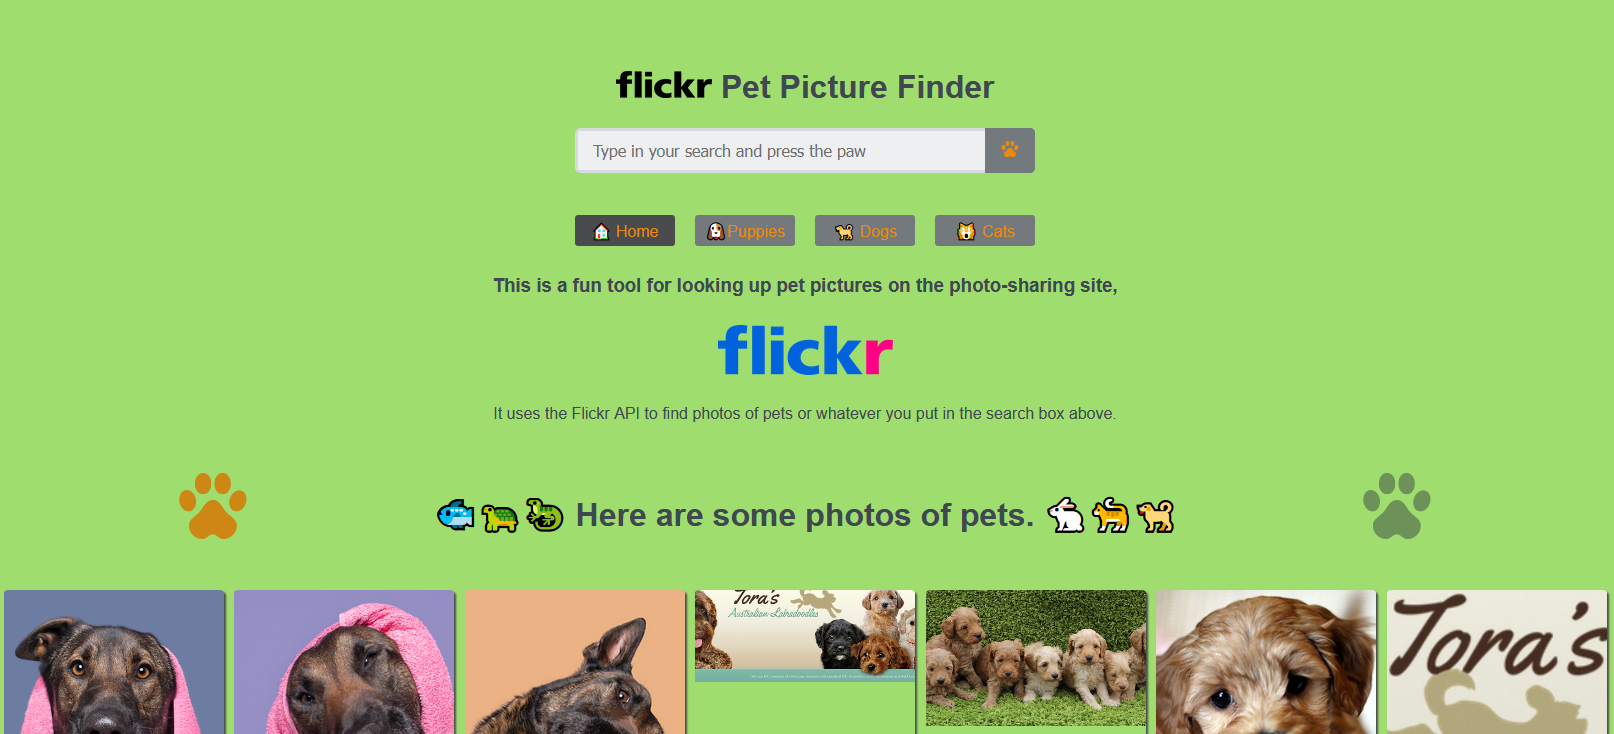 flickr Pet Picture Finder
Type in your search and press the paw
Home Puppies Dogs Cats
This is a fun tool for looking up pet pictures on the photo-sharing site,
flickr
It uses the Flickr API to find photos of pets or whatever you put in the search box above.
Here are some photos of pets.
Tora's
Australian Labradoodles
Tora's